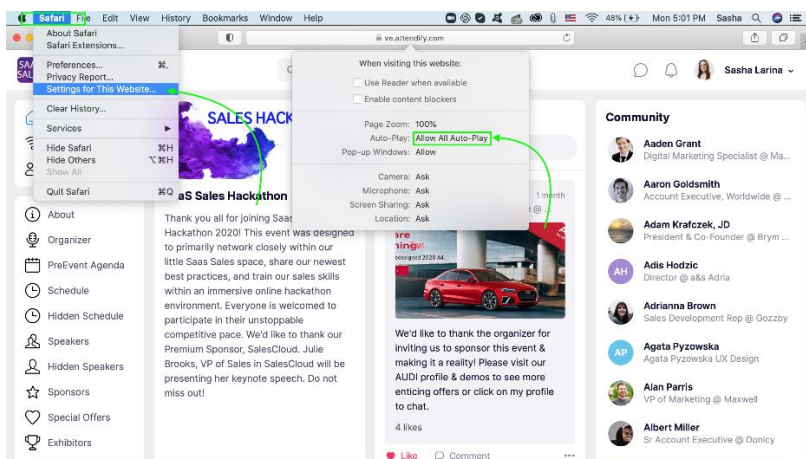 Safari File Edit View History Bookmarks Window Help
48% Mon 5:01 PM Sasha
ve.attendify.com
About Safari
Safari Extensions...
Preferences... ⌘,
Privacy Report...
Settings for This Website...
Clear History...
Services
Hide Safari ⌘H
Hide Others ⌥⌘H
Show All
Quit Safari ⌘Q
When visiting this website:
Use Reader when available
Enable content blockers
Page Zoom: 100%
Auto-Play: Allow All Auto-Play
Pop-up Windows: Allow
Camera: Ask
Microphone: Ask
Screen Sharing: Ask
Location: Ask
Sasha Larina
About
Organizer
PreEvent Agenda
Schedule
Hidden Schedule
Speakers
Hidden Speakers
Sponsors
Special Offers
Exhibitors
SALES HACK
aS Sales Hackathon
Thank you all for joining Saas
Hackathon 2020! This event was designed
to primarily network closely within our
little Saas Sales space, share our newest
best practices, and train our sales skills
within an immersive online hackathon
environment. Everyone is welcomed to
participate in their unstoppable
competitive pace. We'd like to thank our
Premium Sponsor, SalesCloud. Julie
Brooks, VP of Sales in SalesCloud will be
presenting her keynote speech. Do not
miss out!
1 month
@ ...
We'd like to thank the organizer for
inviting us to sponsor this event &
making it a reality! Please visit our
AUDI profile & demos to see more
enticing offers or click on my profile
to chat.
4 likes
Like Comment
Community
Aaden Grant
Digital Marketing Specialist @ Ma...
Aaron Goldsmith
Account Executive, Worldwide @ ...
Adam Krafczek, JD
President & Co-Founder @ Brym ...
AH
Adis Hodzic
Director @ a&s Adria
Adrianna Brown
Sales Development Rep @ Gozzby
AP
Agata Pyzowska
Agata Pyzowska UX Design
Alan Parris
VP of Marketing @ Maxwell
Albert Miller
Sr Account Executive @ Donicy